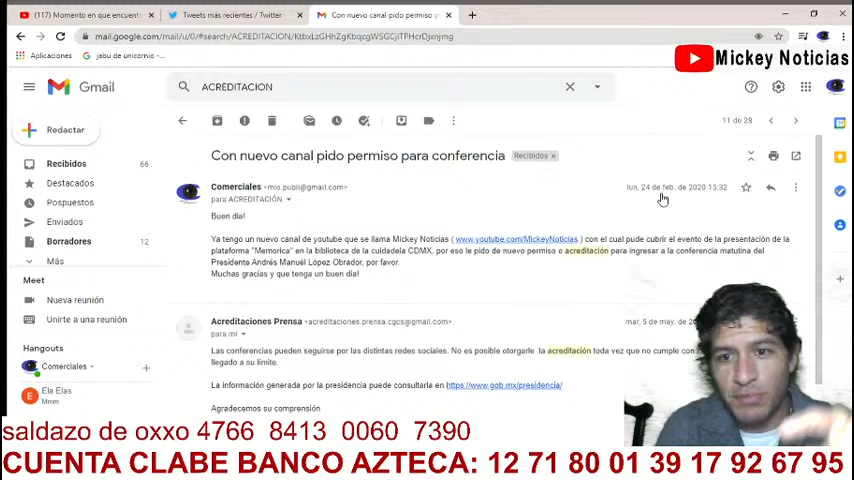 (117) Momento en que encuent
Tweets más recientes / Twitter
Con nuevo canal pido permiso p
mail.google.com/mail/u/0/#search/ACREDITACION/KtbxLzGHhZgKbqcgWSGCjlTPHcrDjxnjmg
Aplicaciones
jabu de unicornio -...
Mickey Noticias
Gmail
ACREDITACION
Redactar
11 de 28
Recibidos 66
Destacados
Pospuestos
Enviados
Borradores 12
Más
Meet
Nueva reunión
Unirte a una reunión
Hangouts
Comerciales
Ela Elas
Mmm
Con nuevo canal pido permiso para conferencia Recibidos x
Comerciales <mio.publi@gmail.com> lun, 24 de feb. de 2020 15:32
para ACREDITACIÓN
Buen dia!
Ya tengo un nuevo canal de youtube que se llama Mickey Noticias ( www.youtube.com/MickeyNoticias ) con el cual pude cubrir el evento de la presentación de la
plataforma "Memorica" en la biblioteca de la cuidadela CDMX, por eso le pido de nuevo permiso o acreditación para ingresar a la conferencia matutina del
Presidente Andrés Manuél López Obrador, por favor.
Muchas gracias y que tenga un buen dia!
Acreditaciones Prensa <acreditaciones.prensa.cgcs@gmail.com> mar, 5 de may. de
para mí
Las conferencias pueden seguirse por las distintas redes sociales. No es posible otorgarle la acreditación toda vez que no cumple con
llegado a su límite.
La información generada por la presidencia puede consultarla en https://www.gob.mx/presidencia/
Agradecemos su comprensión
saldazo de oxxo 4766 8413 0060 7390
CUENTA CLABE BANCO AZTECA: 12 71 80 01 39 17 92 67 95